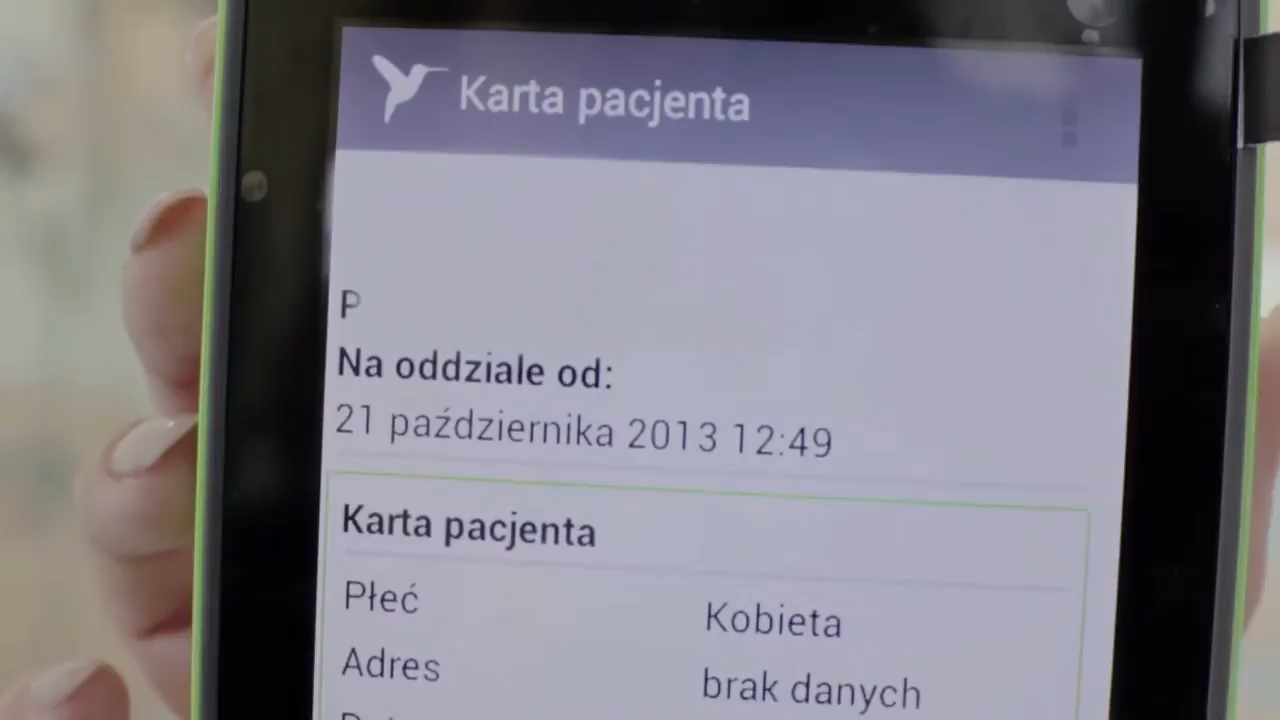 Karta pacjenta
P
Na oddziale od:
21 października 2013 12:49
Karta pacjenta
Płeć Kobieta
Adres brak danych